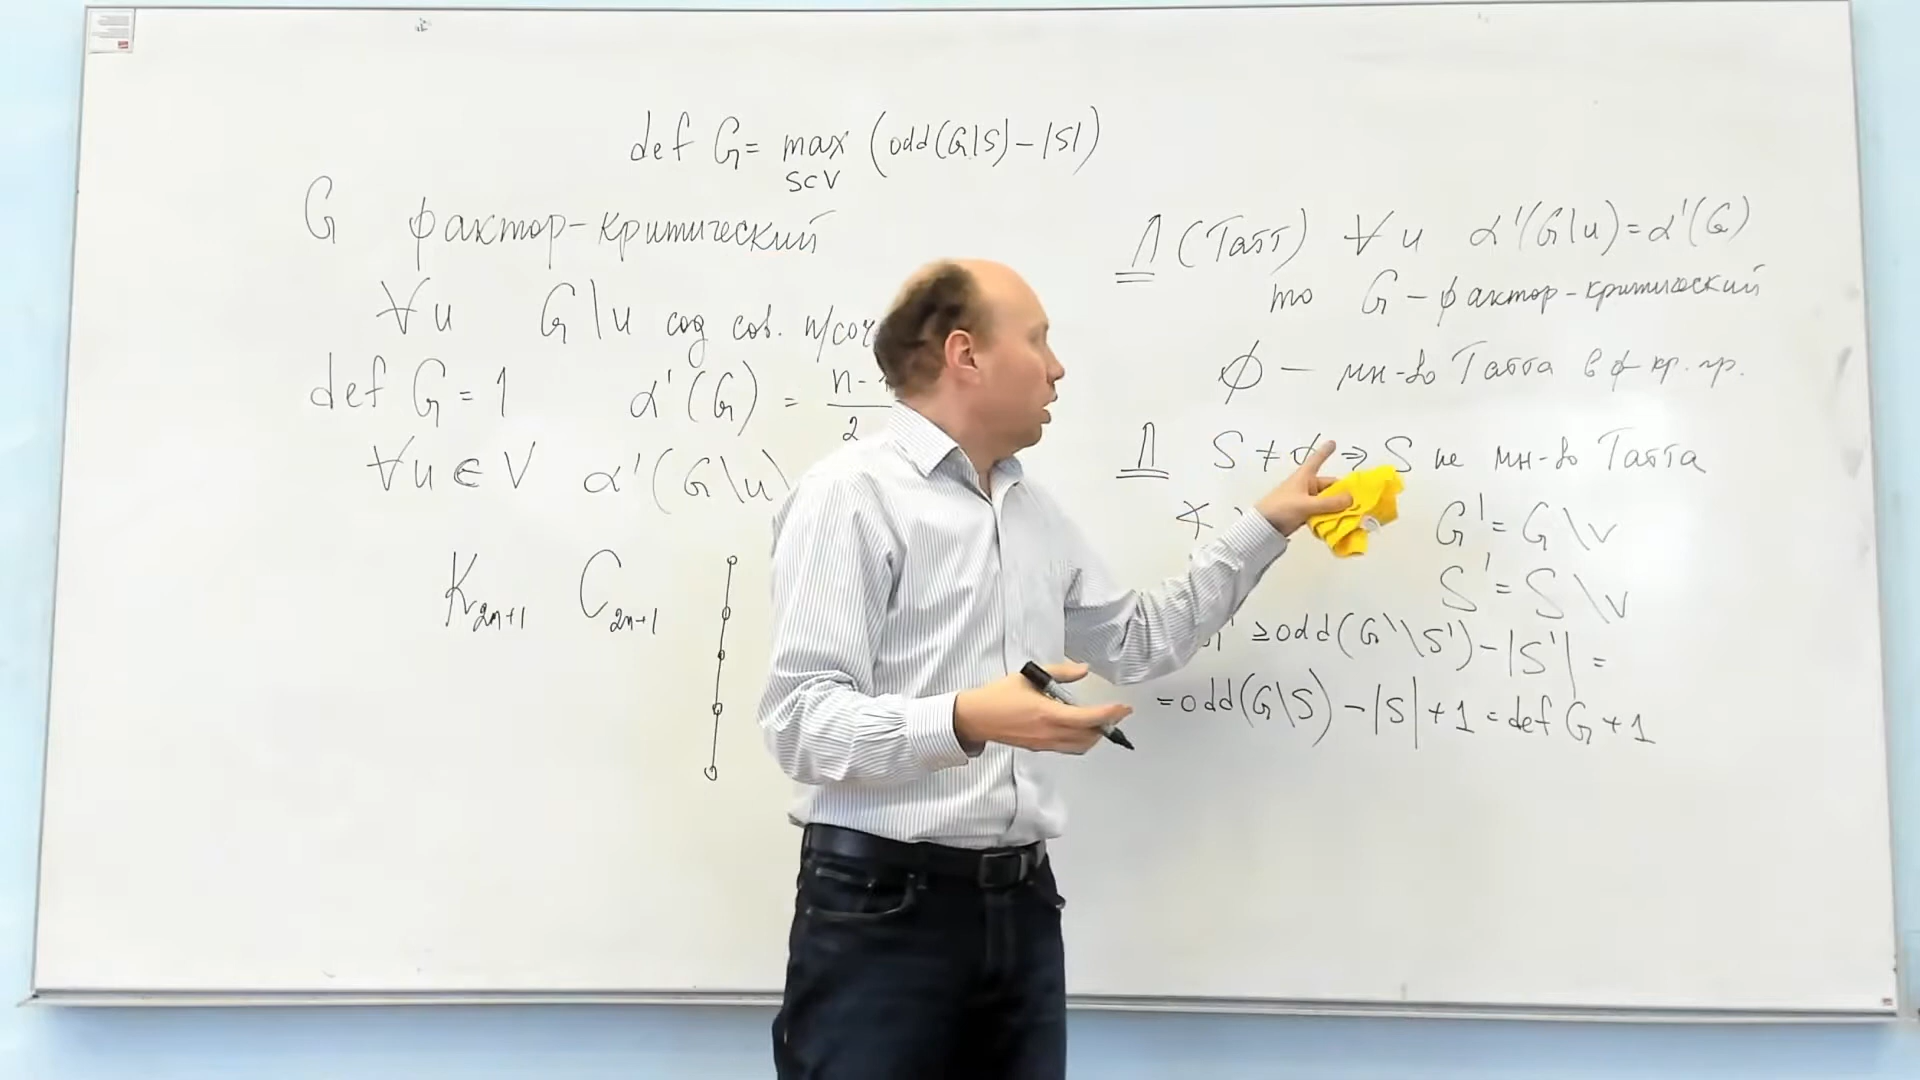 def G = max (odd(G\S) - |S|)
S⊂V
G фактор-критический
∀u G\u сод сов. п/соч
def G = 1 α'(G) = n-
2
∀u ∈ V α'(G\u)
K₂ₙ₊₁ C₂ₙ₊₁
Л (Татт) ∀ u α'(G\u) = α'(G)
то G - фактор-критический
∅ — мн-во Татта в ф кр. гр.
Л S ≠ ∅ ⇒ S не мн-во Татта
G' = G\v
S' = S\v
≥ odd(G'\S') - |S'| =
= odd(G\S) - |S| + 1 = def G + 1